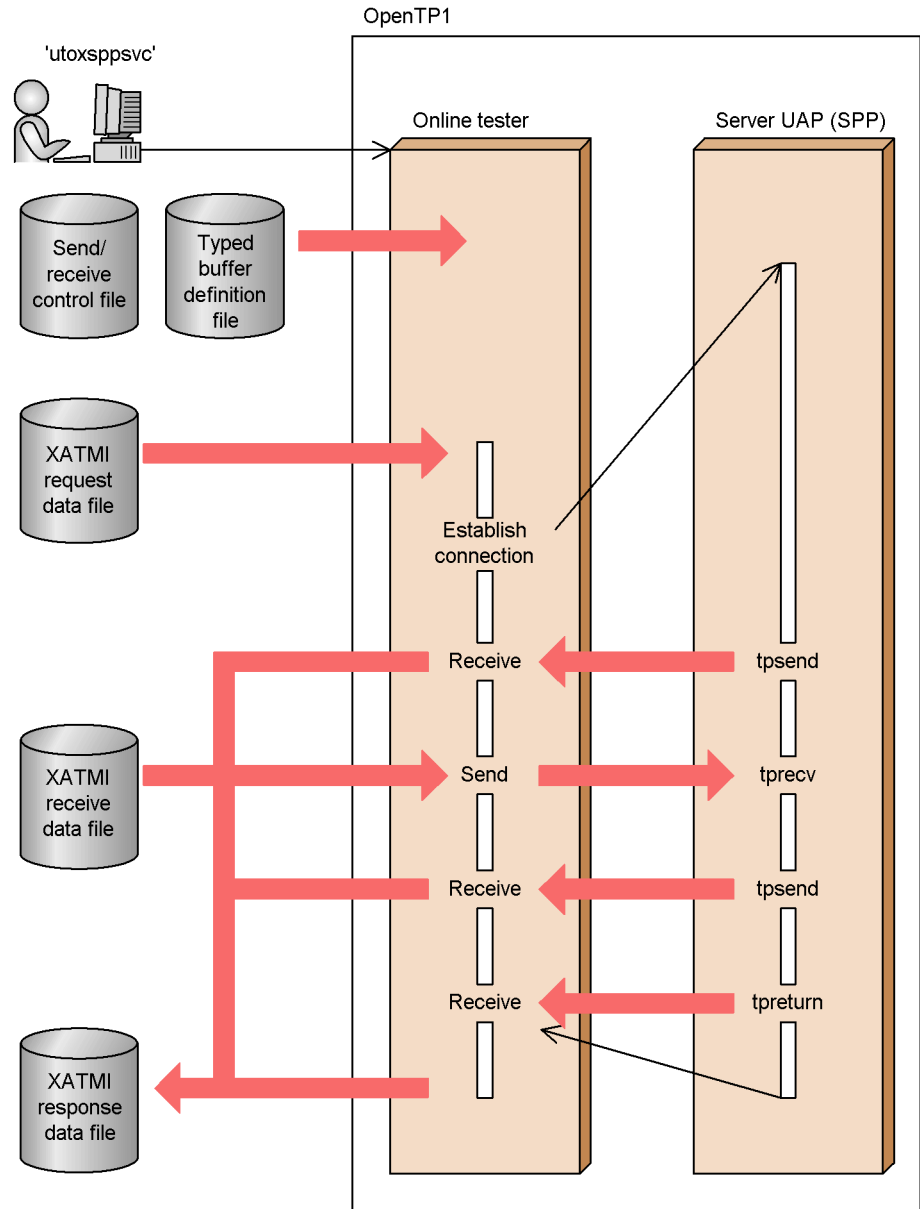 OpenTP1
'utoxsppsvc'
Online tester
Server UAP (SPP)
Send/
receive
control file
Typed
buffer
definition
file
XATMI
request
data file
Establish
connection
Receive
tpsend
XATMI
receive
data file
Send
tprecv
Receive
tpsend
Receive
tpreturn
XATMI
response
data file